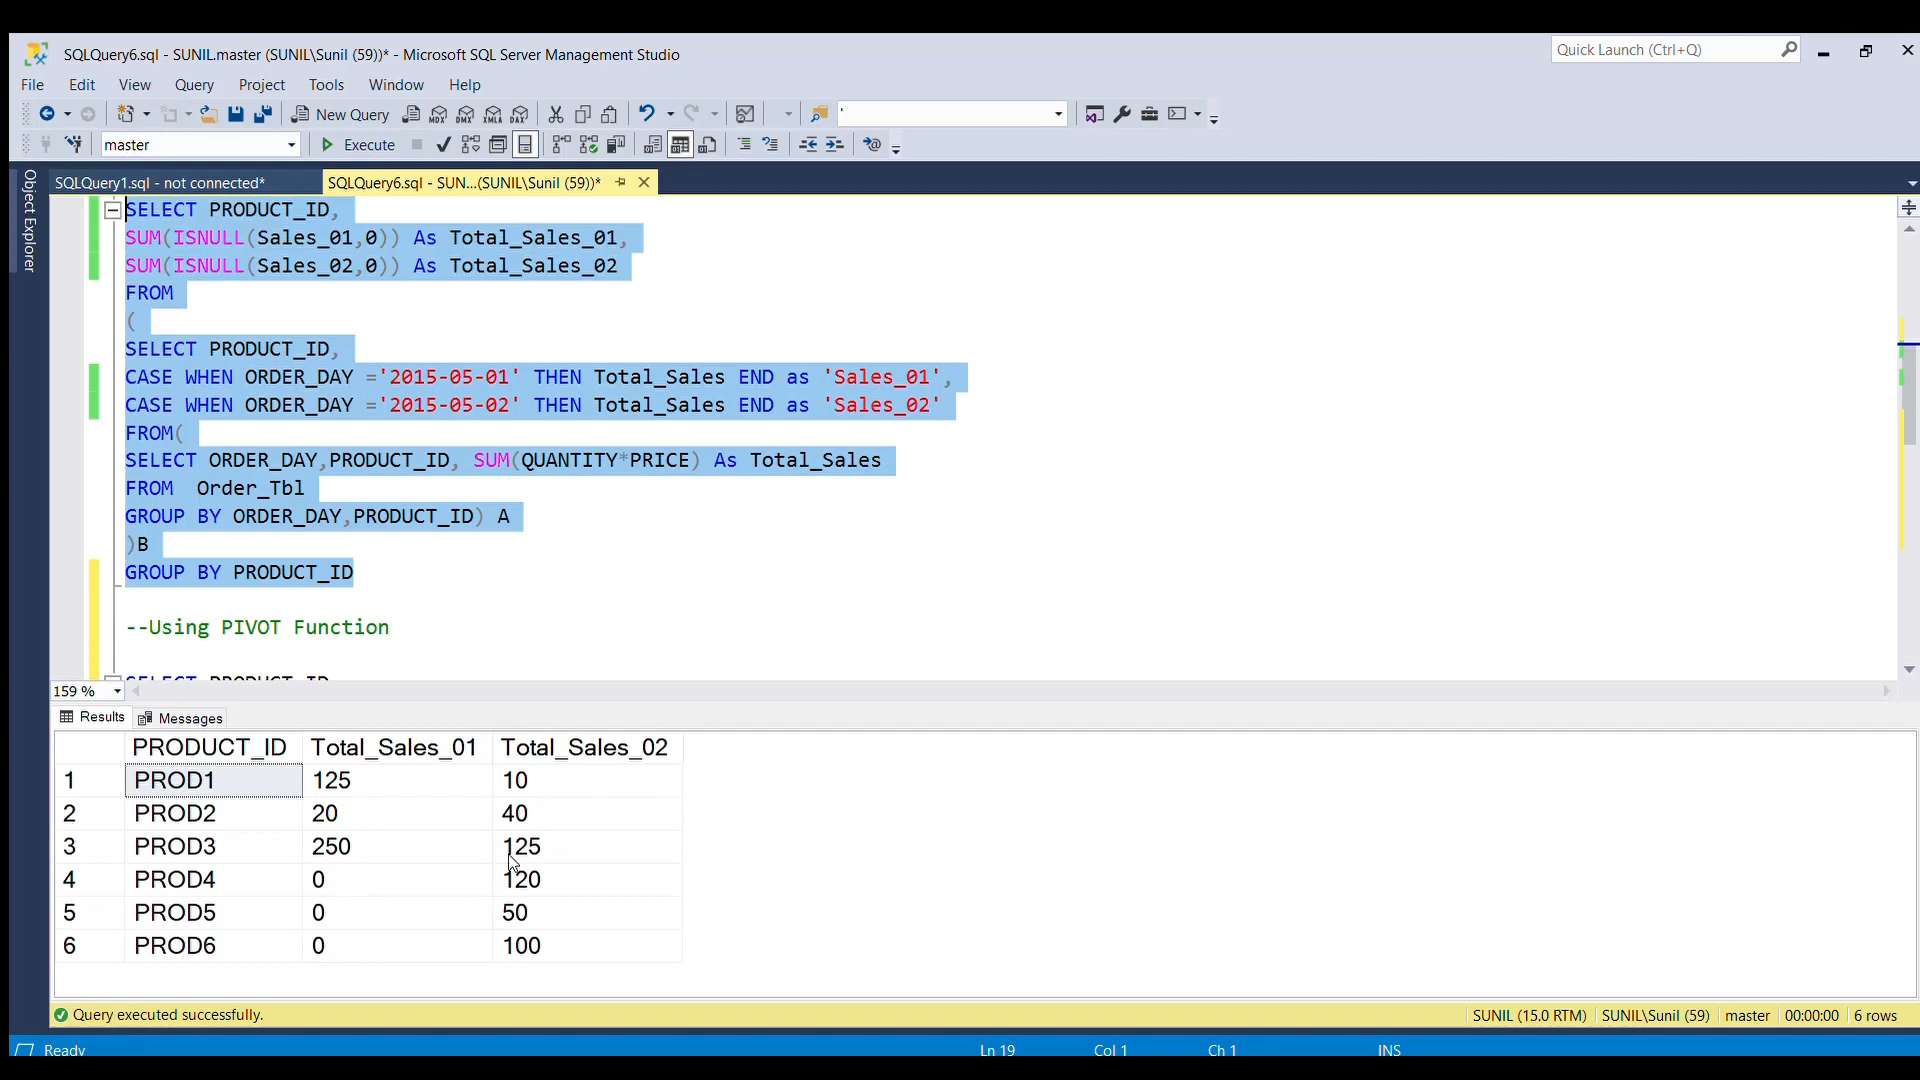 SQLQuery6.sql - SUNIL.master (SUNIL\Sunil (59))* - Microsoft SQL Server Management Studio
Quick Launch (Ctrl+Q)
File Edit View Query Project Tools Window Help
New Query MDX DMX XMLA DAX '
master Execute
Object Explorer
SQLQuery1.sql - not connected* SQLQuery6.sql - SUN...(SUNIL\Sunil (59))*
SELECT PRODUCT_ID,
SUM(ISNULL(Sales_01,0)) As Total_Sales_01,
SUM(ISNULL(Sales_02,0)) As Total_Sales_02
FROM
(
SELECT PRODUCT_ID,
CASE WHEN ORDER_DAY ='2015-05-01' THEN Total_Sales END as 'Sales_01',
CASE WHEN ORDER_DAY ='2015-05-02' THEN Total_Sales END as 'Sales_02'
FROM(
SELECT ORDER_DAY,PRODUCT_ID, SUM(QUANTITY*PRICE) As Total_Sales
FROM  Order_Tbl
GROUP BY ORDER_DAY,PRODUCT_ID) A
)B
GROUP BY PRODUCT_ID
--Using PIVOT Function
SELECT PRODUCT_ID
159 %
Results Messages
PRODUCT_ID Total_Sales_01 Total_Sales_02
1 PROD1 125 10
2 PROD2 20 40
3 PROD3 250 125
4 PROD4 0 120
5 PROD5 0 50
6 PROD6 0 100
Query executed successfully. SUNIL (15.0 RTM) SUNIL\Sunil (59) master 00:00:00 6 rows
Ready Ln 19 Col 1 Ch 1 INS